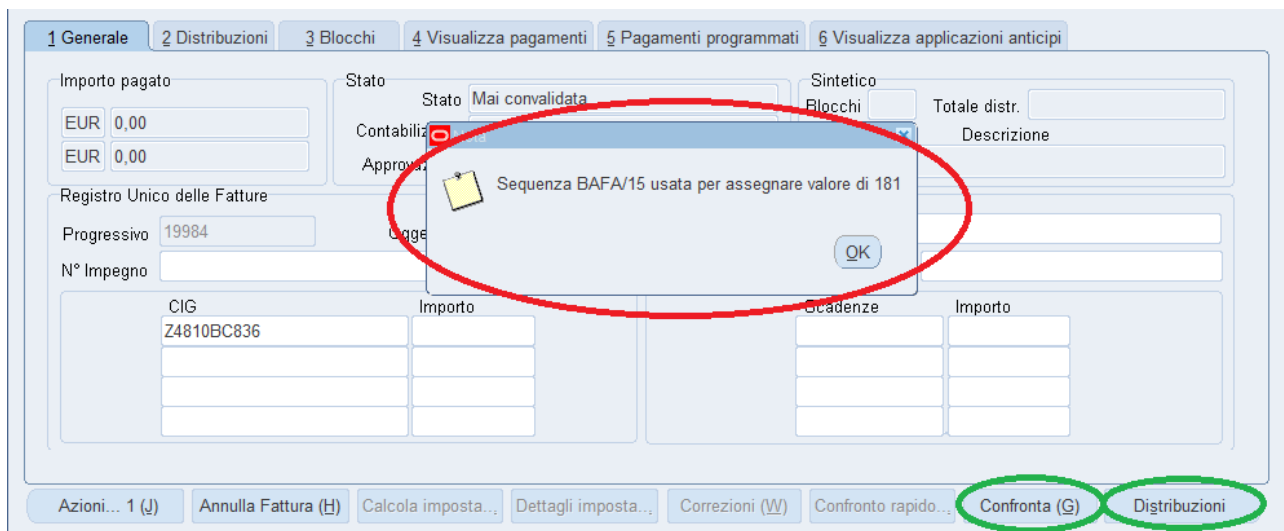 1 Generale 2 Distribuzioni 3 Blocchi 4 Visualizza pagamenti 5 Pagamenti programmati 6 Visualizza applicazioni anticipi
Importo pagato Stato Sintetico
Stato Mai convalidata Blocchi Totale distr.
EUR 0,00 Contabiliz Nota Descrizione
EUR 0,00 Approvaz
Sequenza BAFA/15 usata per assegnare valore di 181
Registro Unico delle Fatture
Progressivo 19984 Ogge
OK
N° Impegno
CIG Importo Scadenze Importo
Z4810BC836
Azioni... 1 (J) Annulla Fattura (H) Calcola imposta... Dettagli imposta... Correzioni (W) Confronto rapido... Confronta (G) Distribuzioni